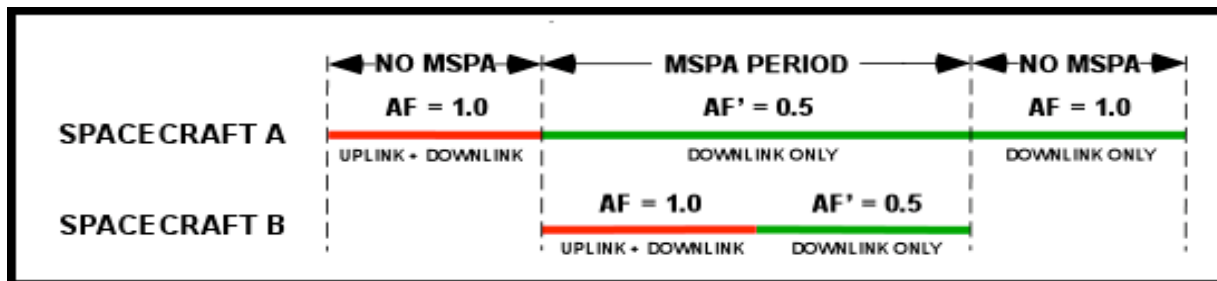 NO MSPA MSPA PERIOD NO MSPA
AF = 1.0 AF' = 0.5 AF = 1.0
SPACECRAFT A
UPLINK + DOWNLINK DOWNLINK ONLY DOWNLINK ONLY
AF = 1.0 AF' = 0.5
SPACECRAFT B
UPLINK + DOWNLINK DOWNLINK ONLY